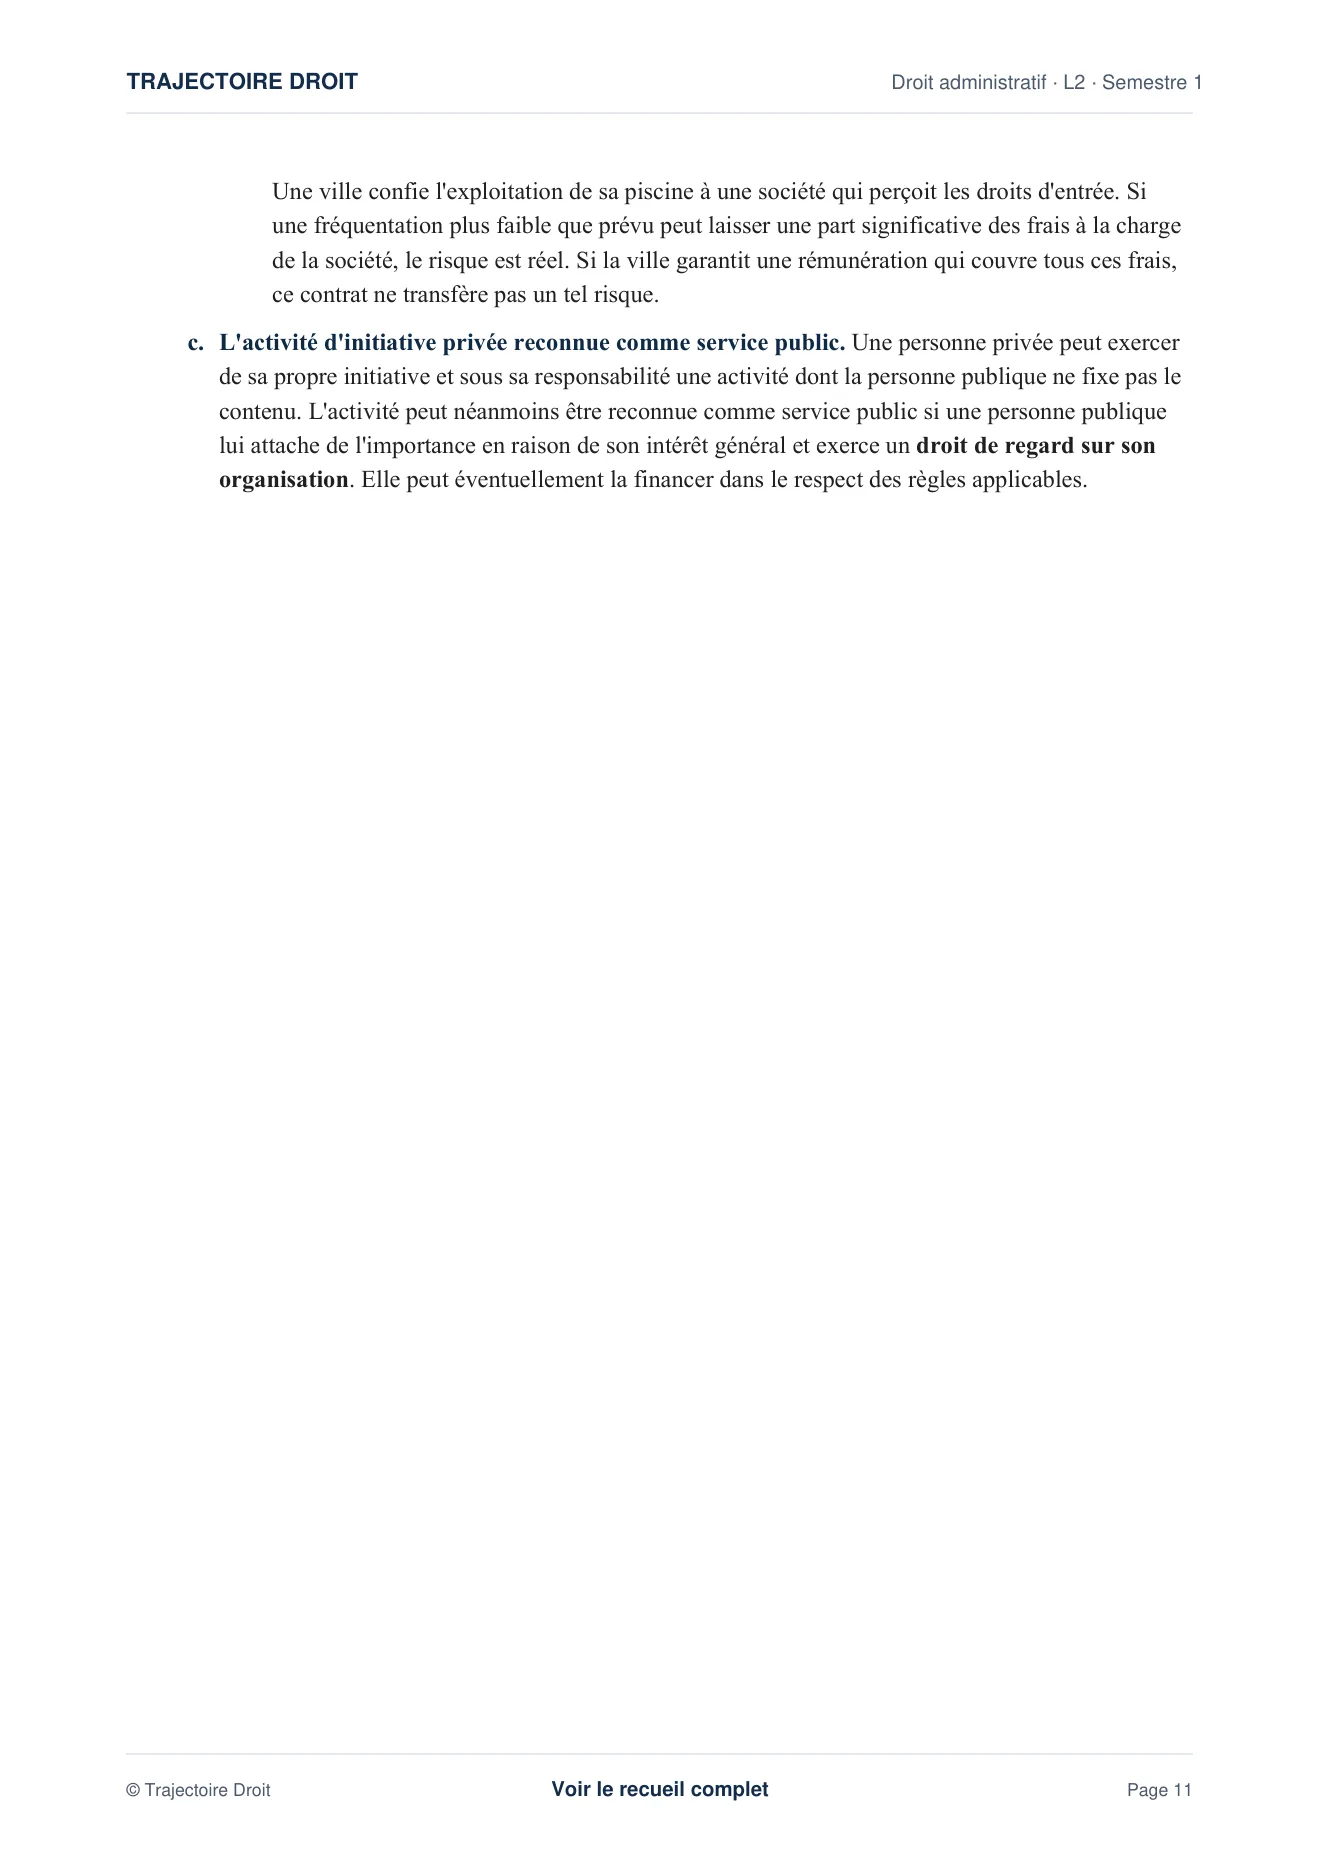 TRAJECTOIRE DROIT
Droit administratif · L2 · Semestre 1
Une ville confie l'exploitation de sa piscine à une société qui perçoit les droits d'entrée. Si
une fréquentation plus faible que prévu peut laisser une part significative des frais à la charge
de la société, le risque est réel. Si la ville garantit une rémunération qui couvre tous ces frais,
ce contrat ne transfère pas un tel risque.
c. L'activité d'initiative privée reconnue comme service public. Une personne privée peut exercer
de sa propre initiative et sous sa responsabilité une activité dont la personne publique ne fixe pas le
contenu. L'activité peut néanmoins être reconnue comme service public si une personne publique
lui attache de l'importance en raison de son intérêt général et exerce un droit de regard sur son
organisation. Elle peut éventuellement la financer dans le respect des règles applicables.
© Trajectoire Droit
Voir le recueil complet
Page 11